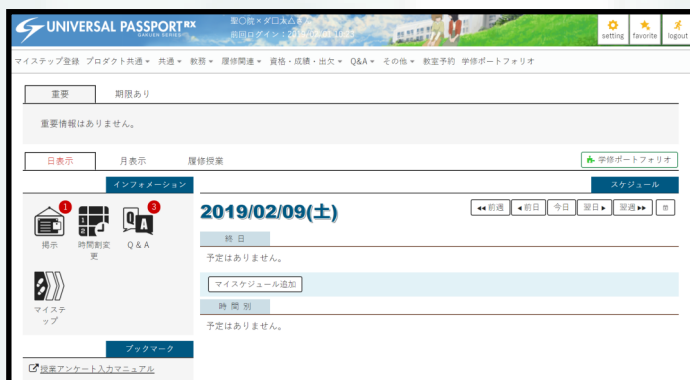 UNIVERSAL PASSPORT RX
GAKUEN SERIES
setting
favorite
logout
マイステップ登録 プロダクト共通 共通 教務 履修関連 資格・成績・出欠 Q&A その他 教室予約 学修ポートフォリオ
重要 期限あり
重要情報はありません。
日表示 月表示 履修授業
学修ポートフォリオ
インフォメーション
スケジュール
1
3
掲示
時間割変
更
Q & A
マイステ
ップ
2019/02/09(土)
前週 前日 今日 翌日 翌週
終日
予定はありません。
マイスケジュール追加
時間別
予定はありません。
ブックマーク
授業アンケート入力マニュアル